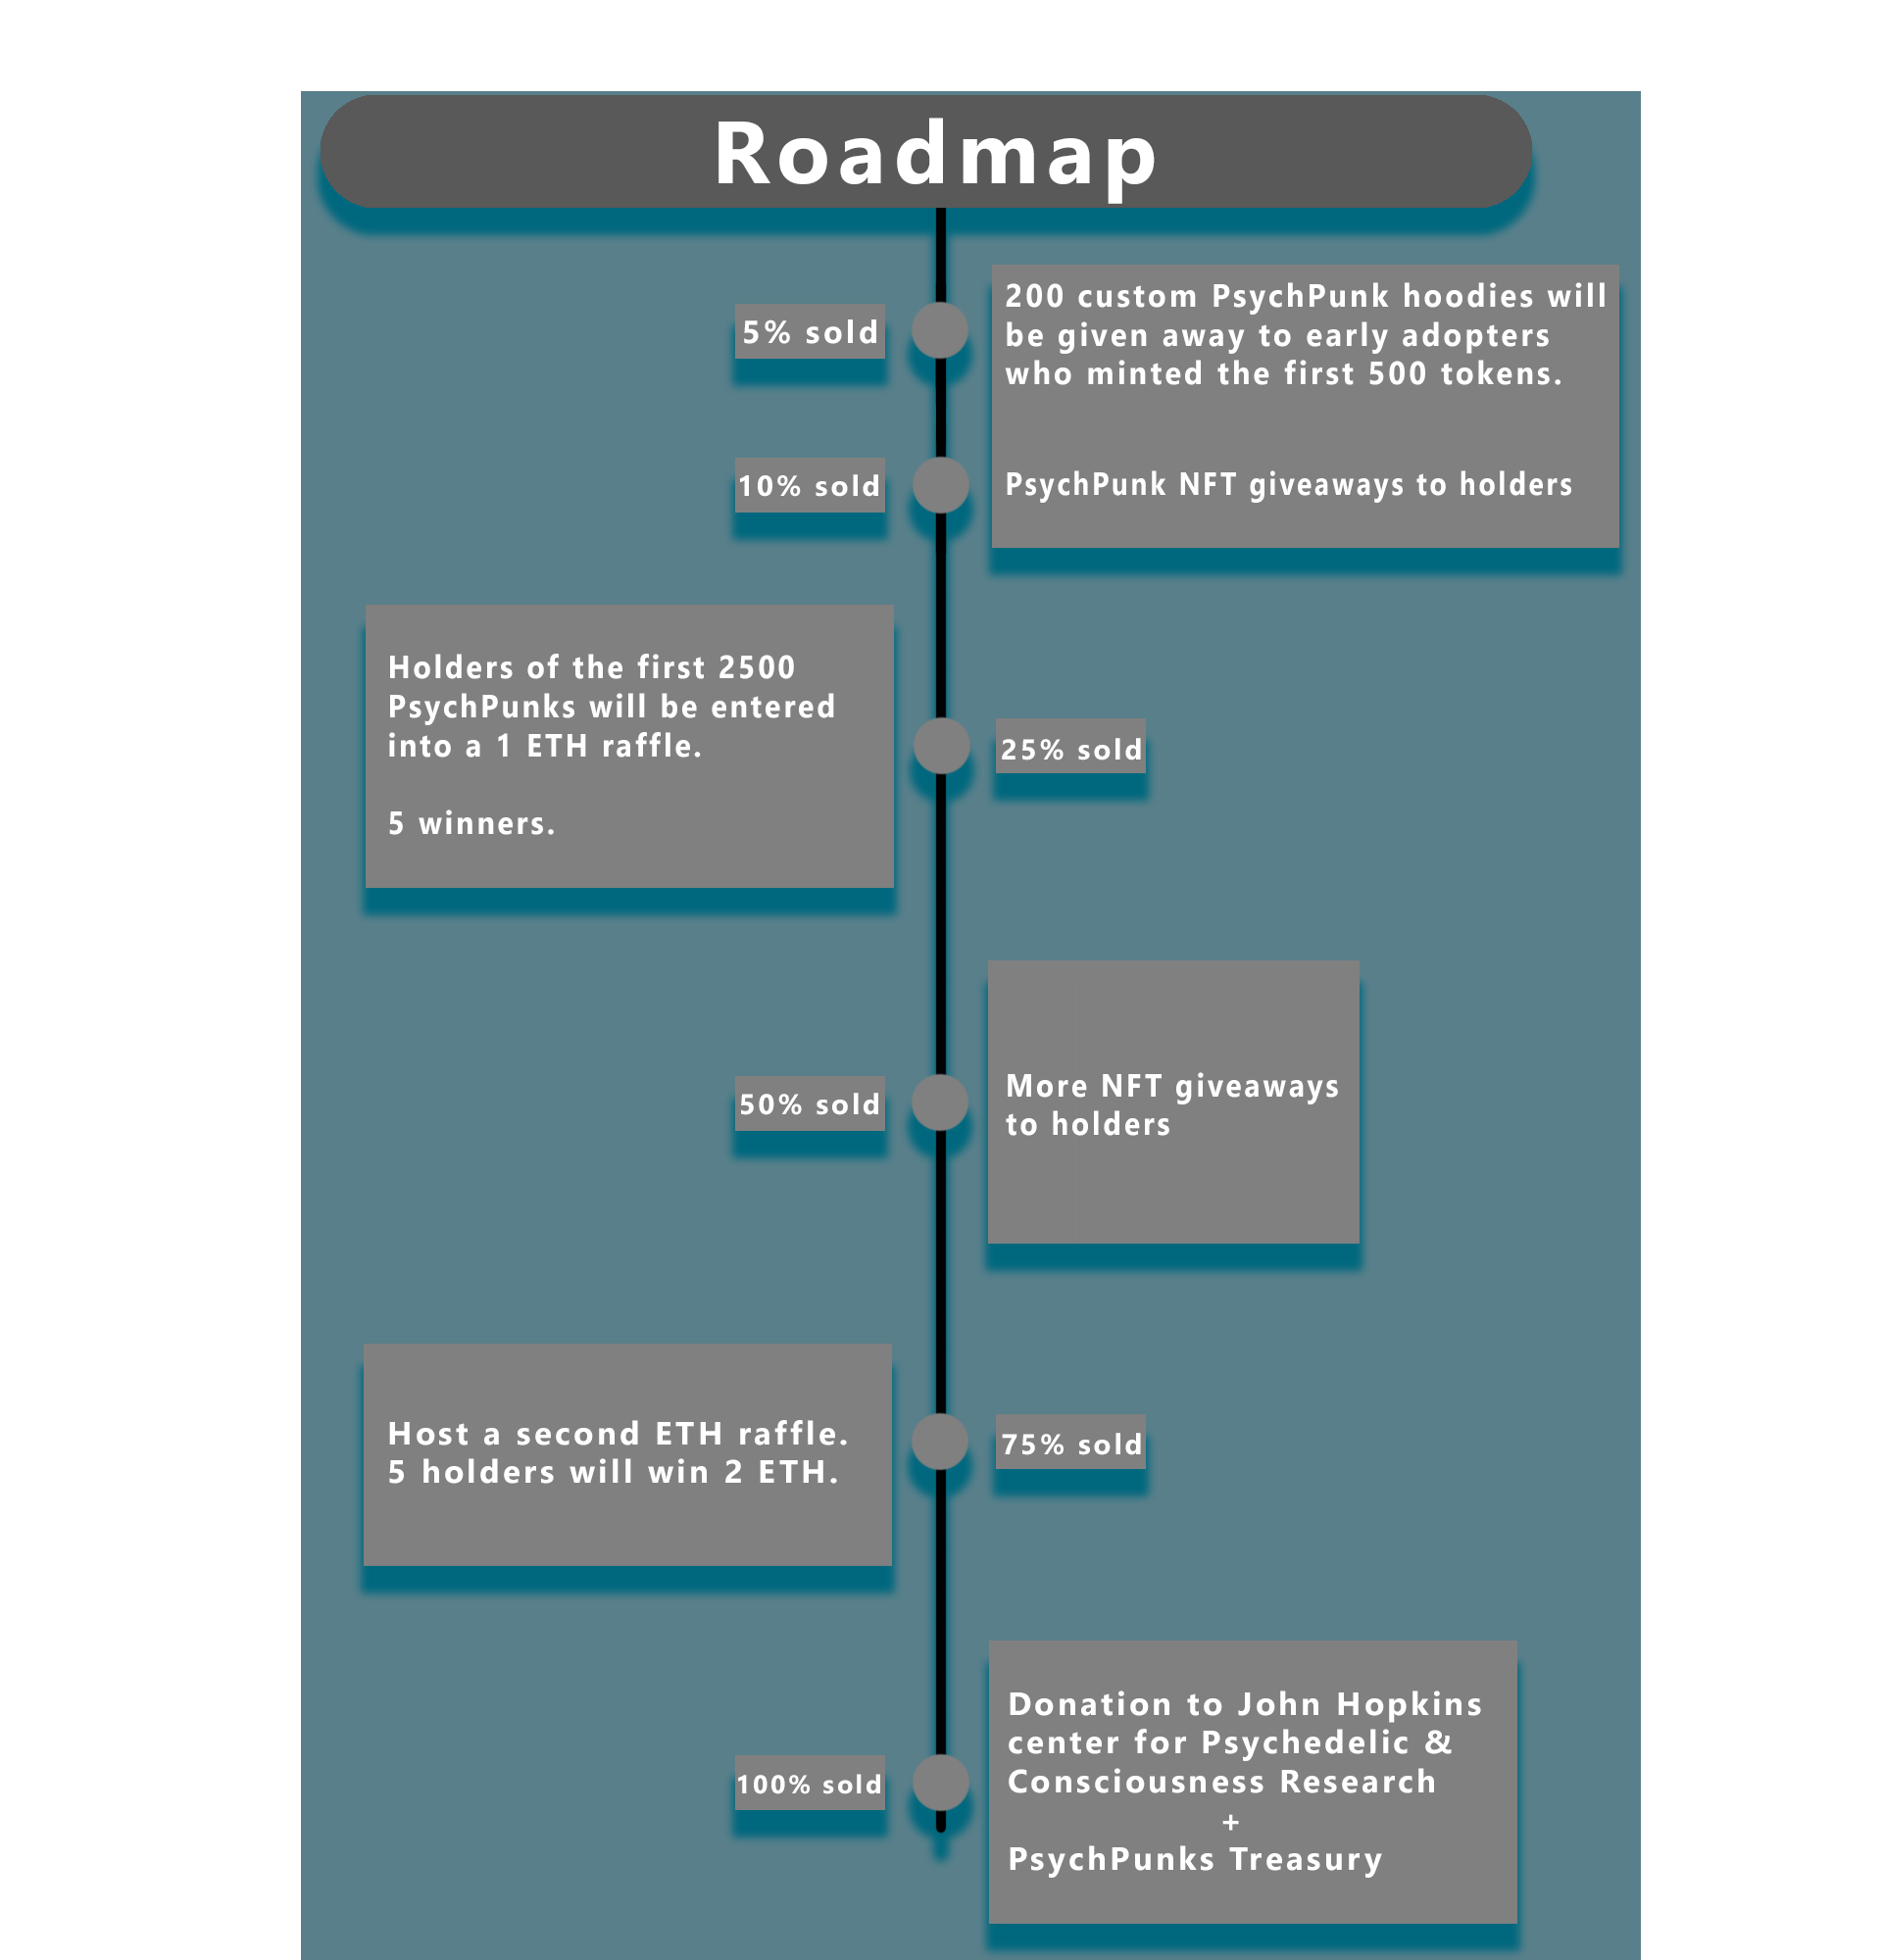 Roadmap
5% sold
200 custom PsychPunk hoodies will
be given away to early adopters
who minted the first 500 tokens.
10% sold
PsychPunk NFT giveaways to holders
Holders of the first 2500
PsychPunks will be entered
into a 1 ETH raffle.
5 winners.
25% sold
50% sold
More NFT giveaways
to holders
Host a second ETH raffle.
5 holders will win 2 ETH.
75% sold
100% sold
Donation to John Hopkins
center for Psychedelic &
Consciousness Research
+
PsychPunks Treasury